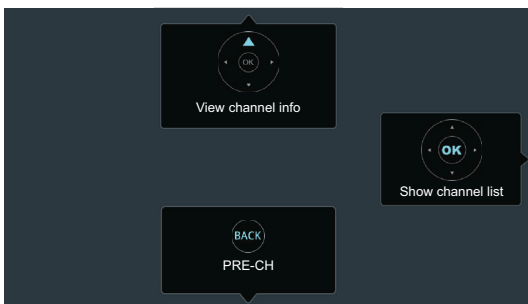 OK
View channel info
OK
Show channel list
BACK
PRE-CH